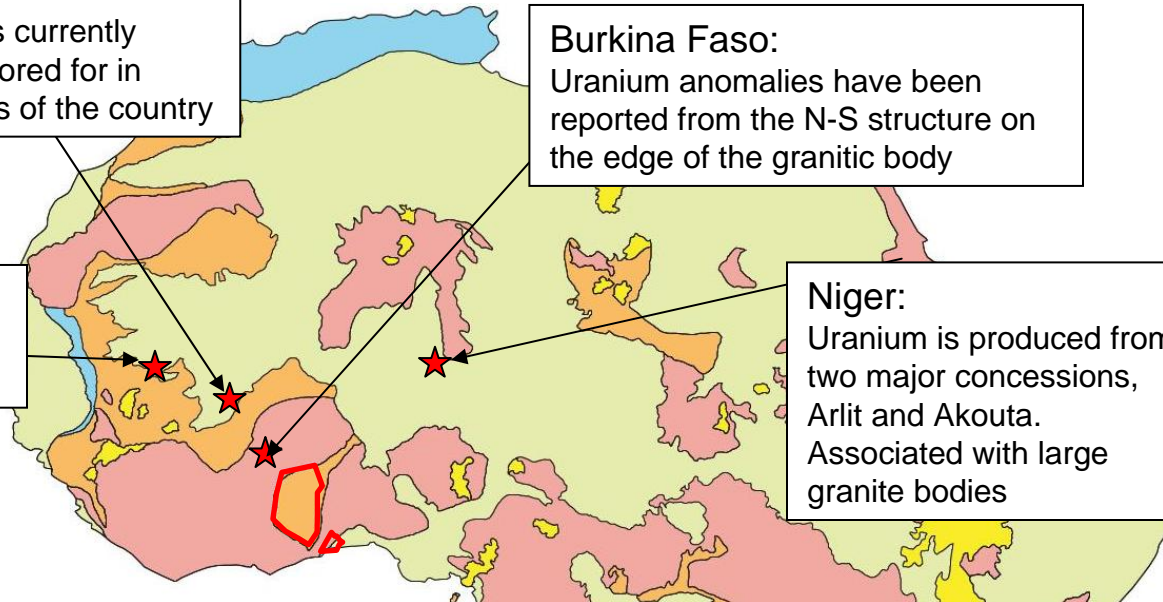 s currently
ored for in
s of the country
Burkina Faso:
Uranium anomalies have been
reported from the N-S structure on
the edge of the granitic body
Niger:
Uranium is produced from
two major concessions,
Arlit and Akouta.
Associated with large
granite bodies